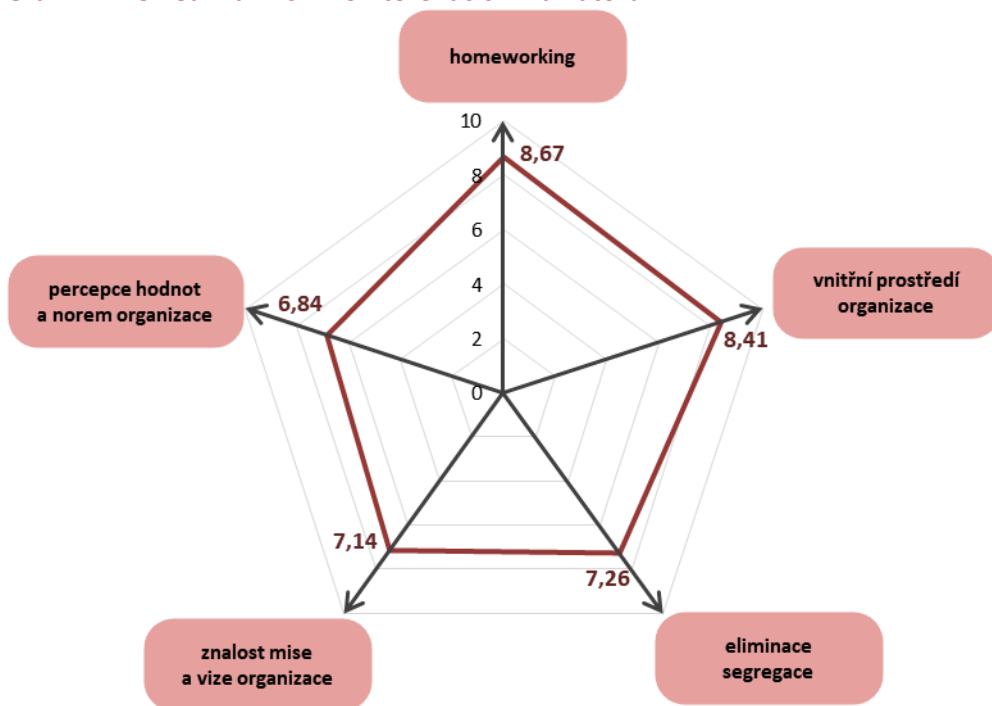 homeworking
10
8,67
8
6
4
2
0
vnitřní prostředí
organizace
8,41
percepce hodnot
a norem organizace
6,84
7,14
7,26
znalost mise
a vize organizace
eliminace
segregace